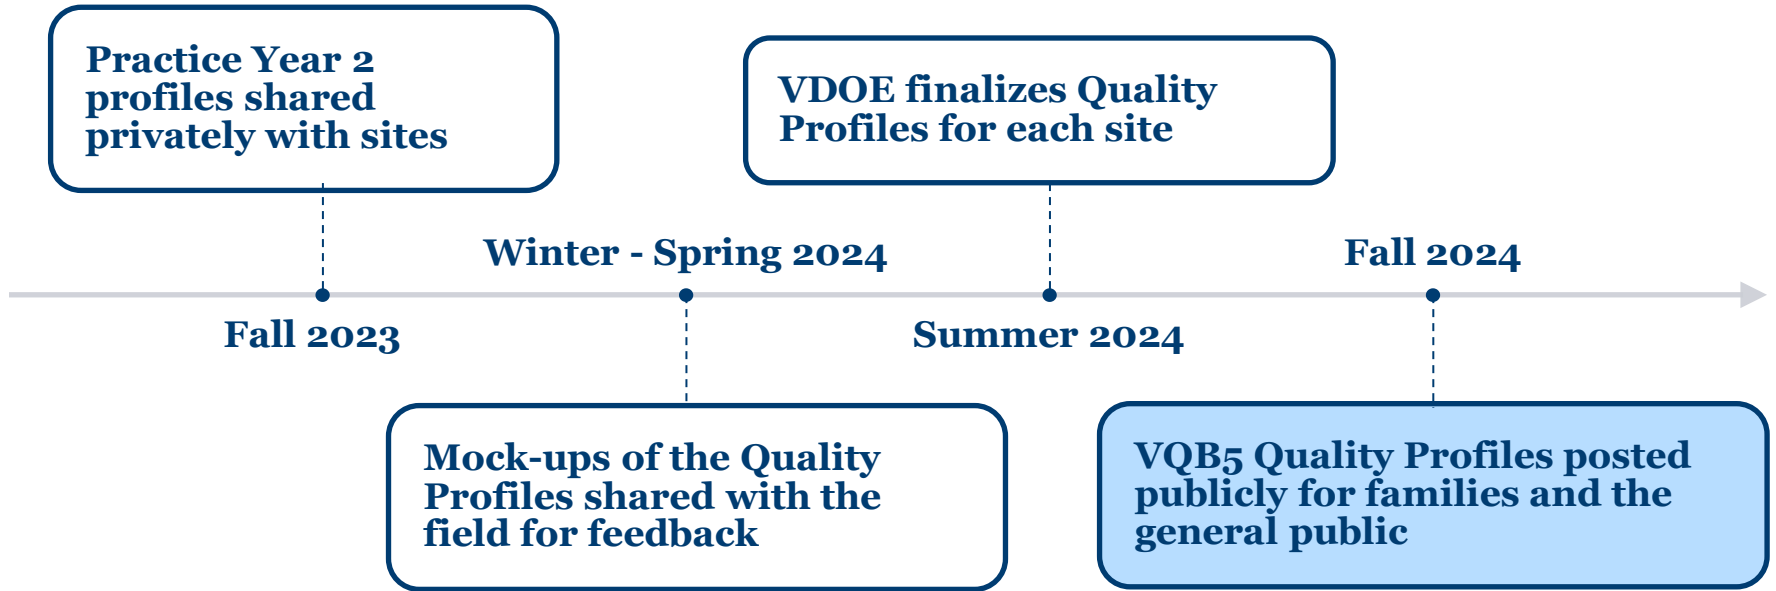 Practice Year 2
profiles shared
privately with sites
VDOE finalizes Quality
Profiles for each site
Winter - Spring 2024
Fall 2024
Fall 2023
Summer 2024
Mock-ups of the Quality
Profiles shared with the
field for feedback
VQB5 Quality Profiles posted
publicly for families and the
general public